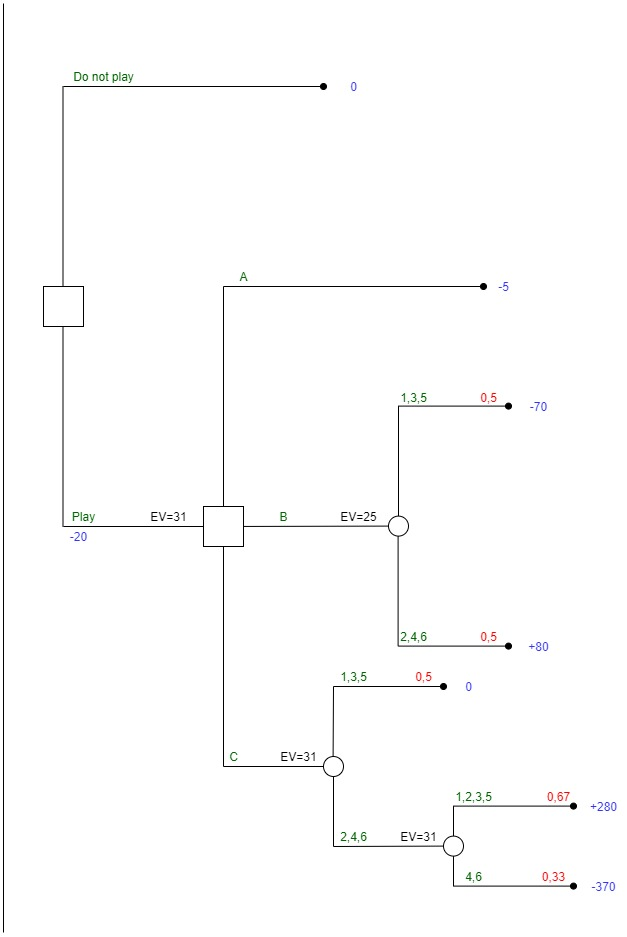 Do not play
0
A
-5
1,3,5 0,5
-70
Play EV=31 B EV=25
-20
2,4,6 0,5
+80
1,3,5 0,5
0
C EV=31
1,2,3,5 0,67
+280
2,4,6 EV=31
4,6 0,33
-370